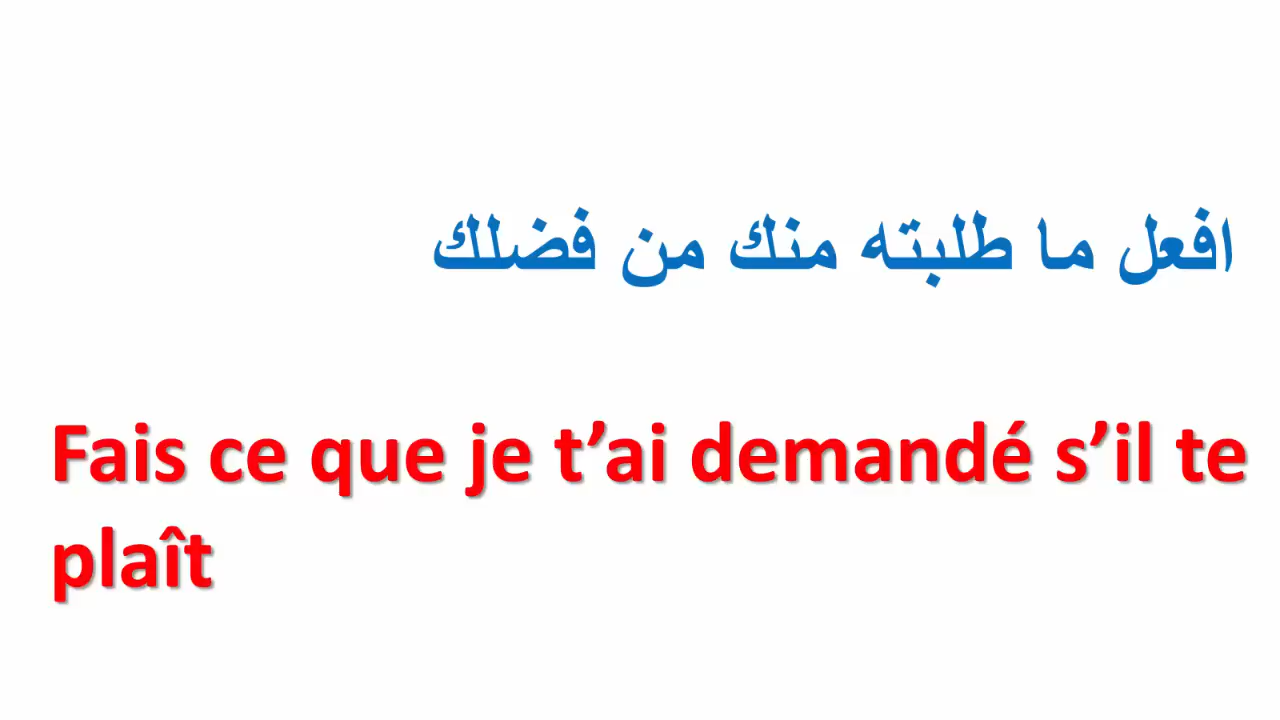 افعل ما طلبته منك من فضلك
Fais ce que je t’ai demandé s’il te
plaît